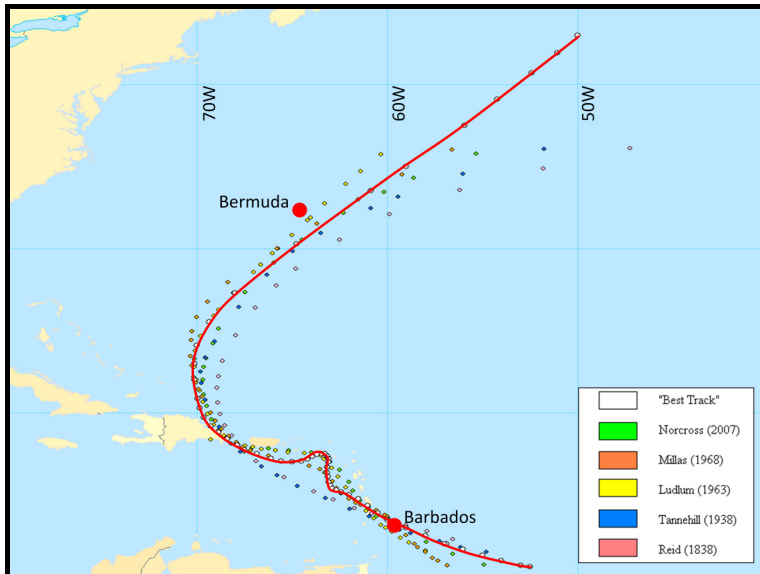 70W
60W
50W
Bermuda
Barbados
"Best Track"
Norcross (2007)
Millas (1968)
Ludlum (1963)
Tannehill (1938)
Reid (1838)